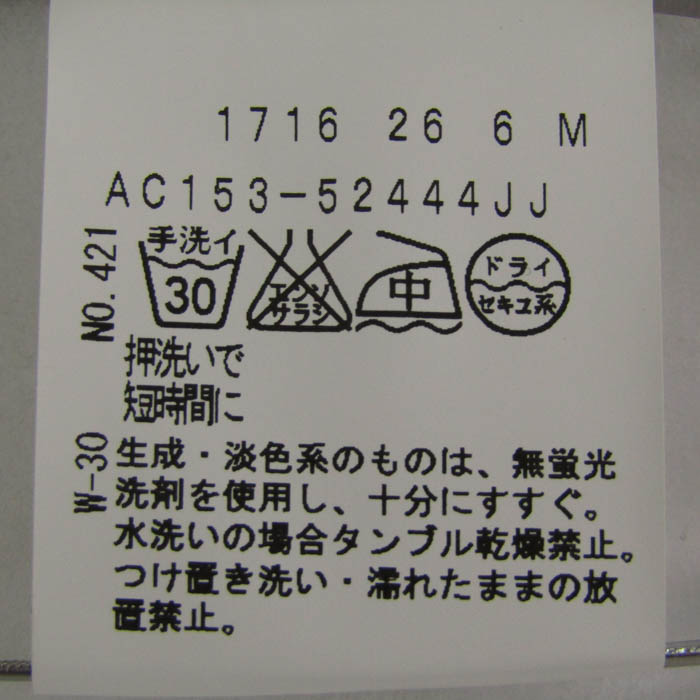 1716 26 6 M
AC153-52444JJ
NO.421
手洗イ
30
エンソ
サラシ
中
ドライ
セキユ系
押洗いで
短時間に
W-30
生成・淡色系のものは、無蛍光
洗剤を使用し、十分にすすぐ。
水洗いの場合タンブル乾燥禁止。
つけ置き洗い・濡れたままの放
置禁止。